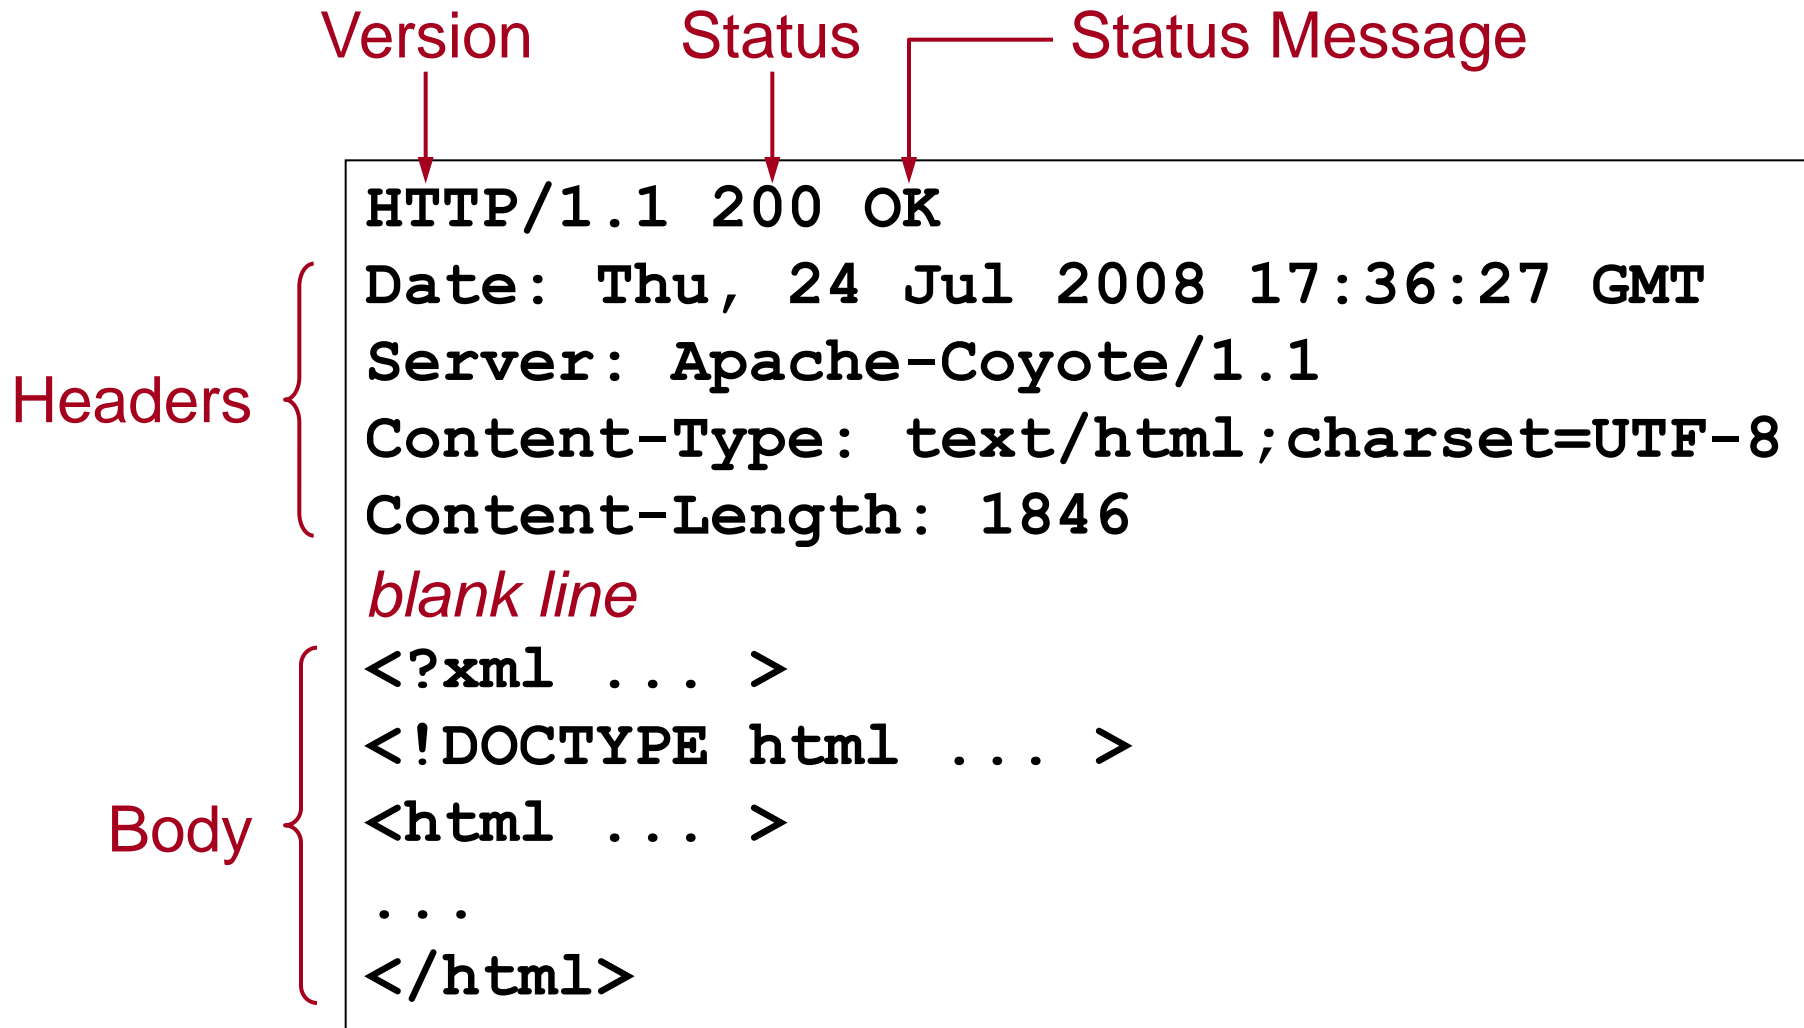 Version Status Status Message
HTTP/1.1 200 OK
Date: Thu, 24 Jul 2008 17:36:27 GMT
Server: Apache-Coyote/1.1
Headers
Content-Type: text/html;charset=UTF-8
Content-Length: 1846
blank line
<?xml ... >
<!DOCTYPE html ... >
Body
<html ... >
...
</html>